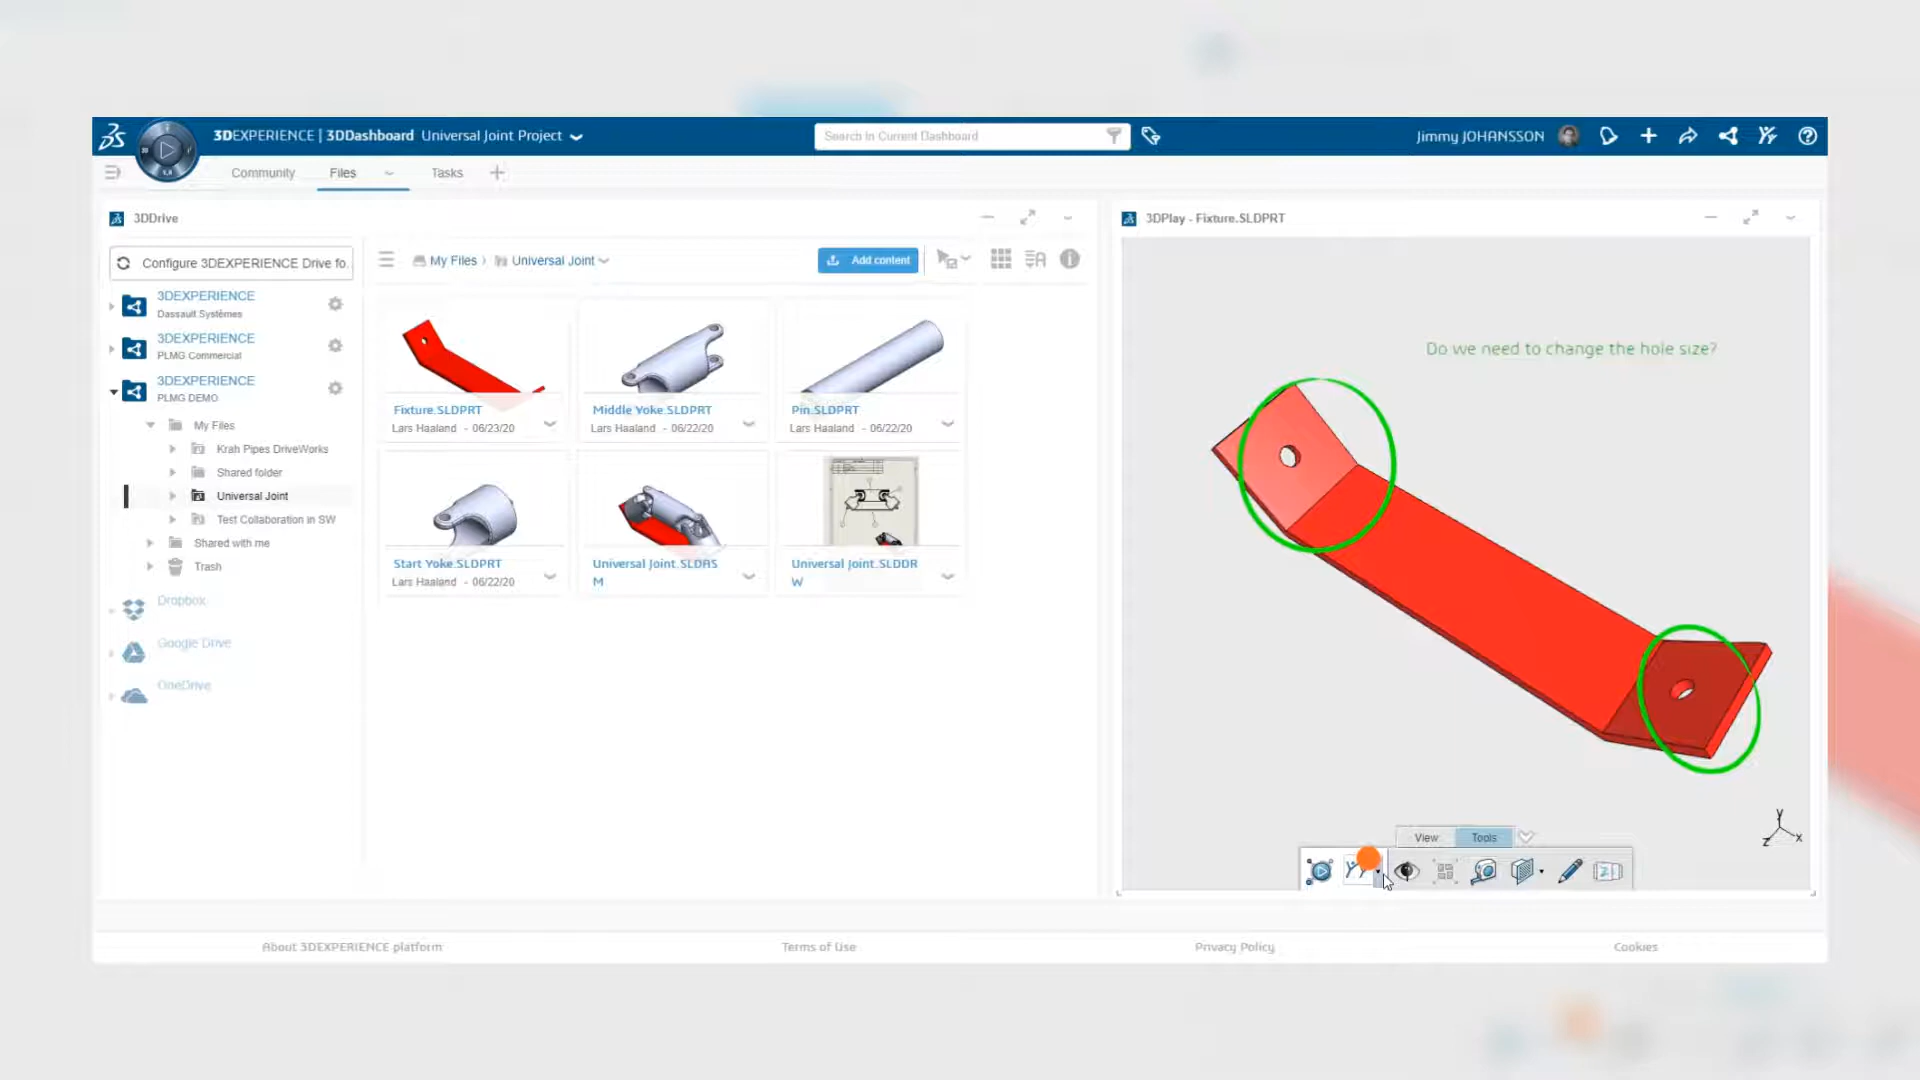 3DEXPERIENCE | 3DDashboard Universal Joint Project
Search In Current Dashboard
Jimmy JOHANSSON
Community
Files
Tasks
3DDrive
3DPlay - Fixture.SLDPRT
Configure 3DEXPERIENCE Drive fo.
My Files
Universal Joint
Add content
3DEXPERIENCE
Dassault Systèmes
3DEXPERIENCE
PLMG Commercial
3DEXPERIENCE
PLMG DEMO
My Files
Krah Pipes DriveWorks
Shared folder
Universal Joint
Test Collaboration in SW
Shared with me
Trash
Dropbox
Google Drive
OneDrive
Fixture.SLDPRT
Lars Haaland - 06/23/20
Middle Yoke.SLDPRT
Lars Haaland - 06/22/20
Pin.SLDPRT
Lars Haaland - 06/22/20
Start Yoke.SLDPRT
Lars Haaland - 06/22/20
Universal Joint.SLDAS
M
Universal Joint.SLDDR
W
Do we need to change the hole size?
View
Tools
y
z
x
About 3DEXPERIENCE platform
Terms of Use
Privacy Policy
Cookies